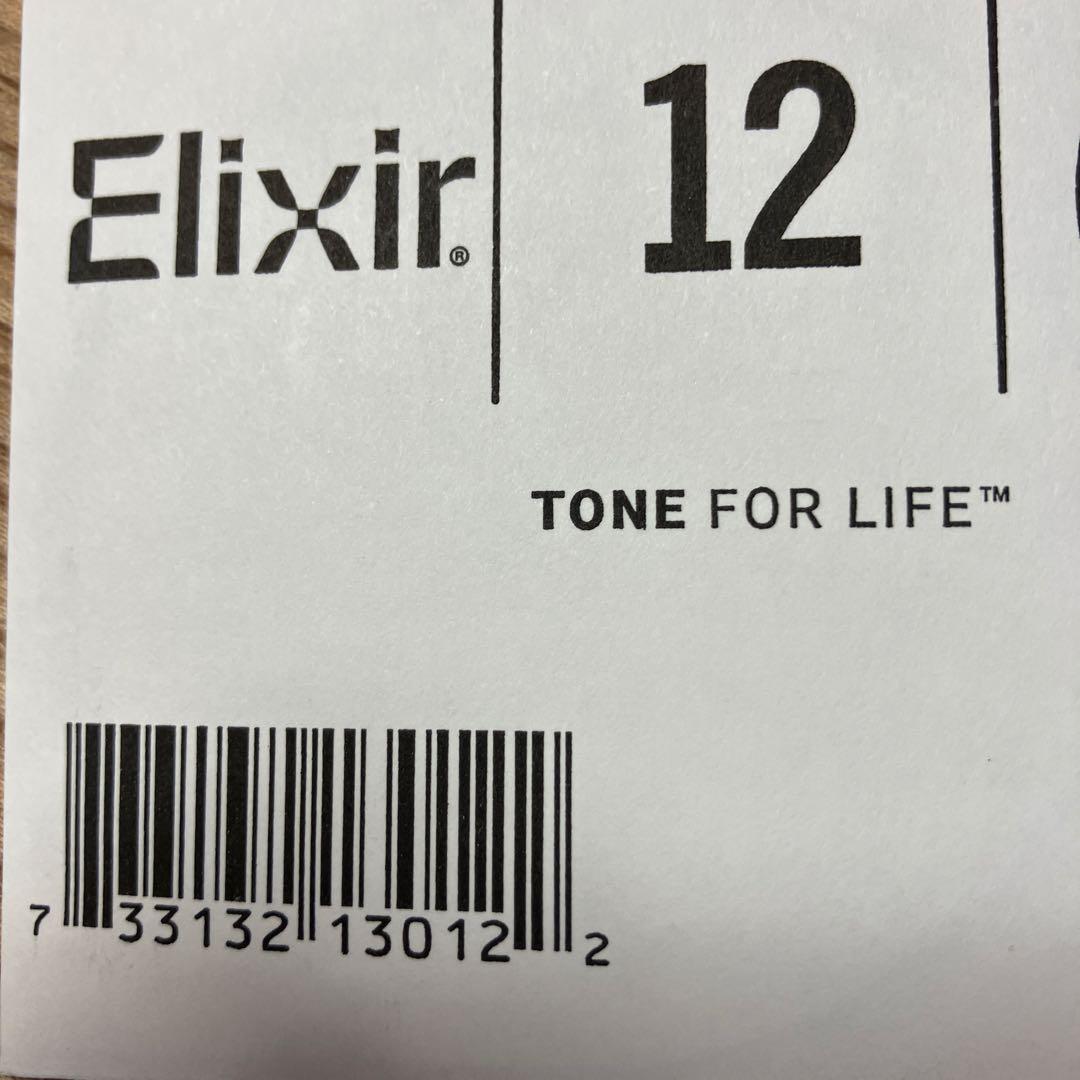 Elixir® 12
TONE FOR LIFE™
7 33132 13012 2